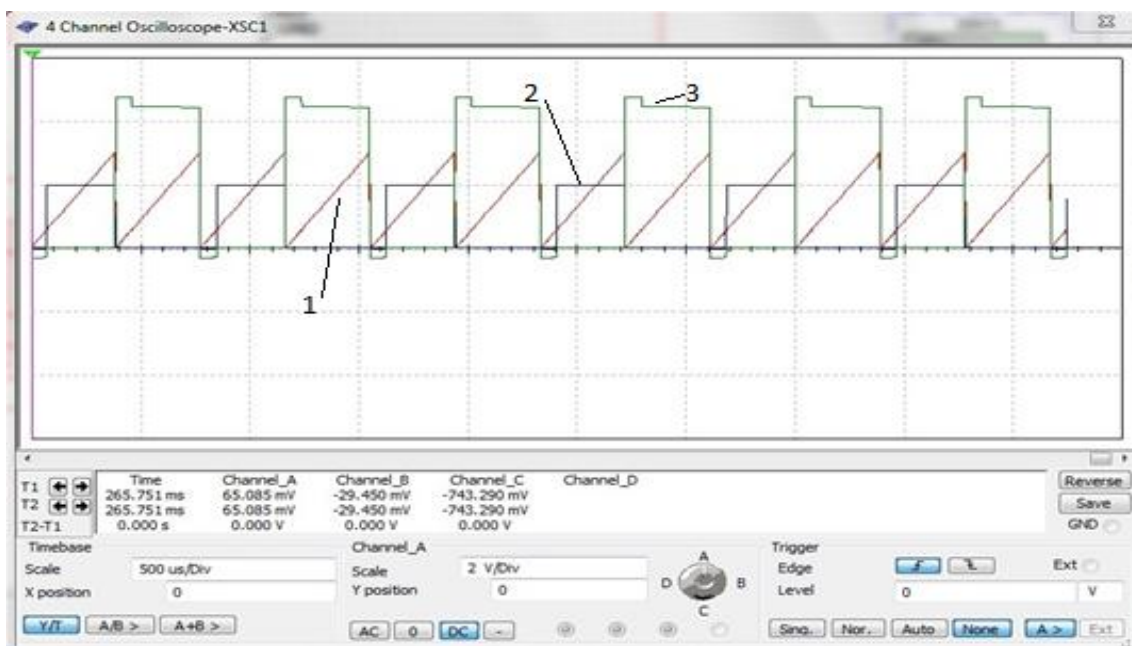 4 Channel Oscilloscope-XSC1
2
3
1
Time Channel_A Channel_B Channel_C Channel_D
T1 265.751 ms 65.085 mV -29.450 mV -743.290 mV
T2 265.751 ms 65.085 mV -29.450 mV -743.290 mV
T2-T1 0.000 s 0.000 V 0.000 V 0.000 V
Reverse
Save
GND
Timebase
Scale 500 us/Div
X position 0
Y/T A/B > A+B >
Channel_A
Scale 2 V/Div
Y position 0
AC 0 DC -
A
D B
C
Trigger
Edge Ext
Level 0 V
Sing. Nor. Auto None A > Ext